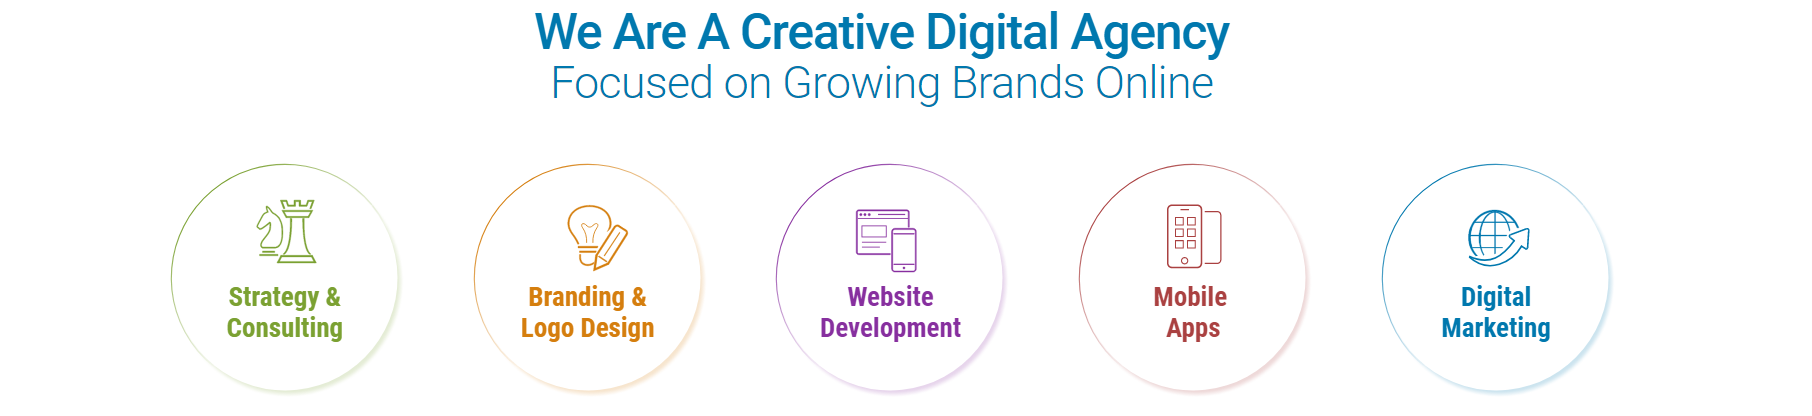 We Are A Creative Digital Agency
Focused on Growing Brands Online
Strategy &
Consulting
Branding &
Logo Design
Website
Development
Mobile
Apps
Digital
Marketing